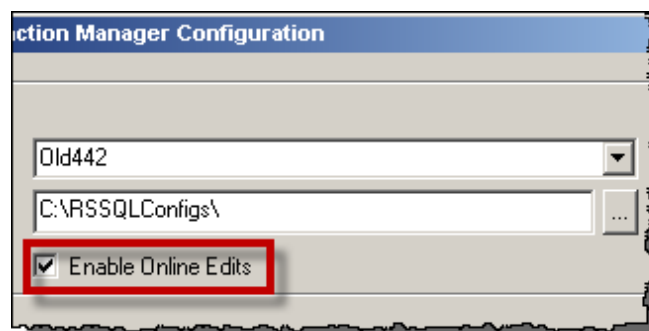 ction Manager Configuration
Old442
C:\RSSQLConfigs\
...
Enable Online Edits